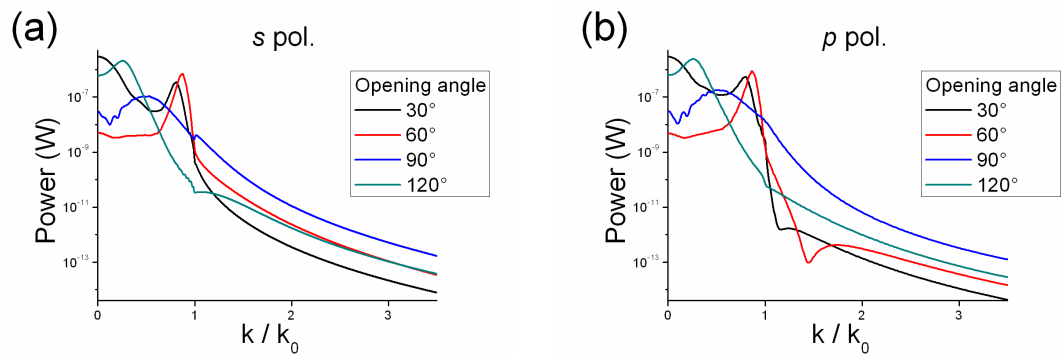 (a)
s pol.
Power (W)
10⁻⁷
10⁻⁹
10⁻¹¹
10⁻¹³
0
1
2
3
k / k₀
Opening angle
30°
60°
90°
120°
(b)
p pol.
Power (W)
10⁻⁷
10⁻⁹
10⁻¹¹
10⁻¹³
0
1
2
3
k / k₀
Opening angle
30°
60°
90°
120°